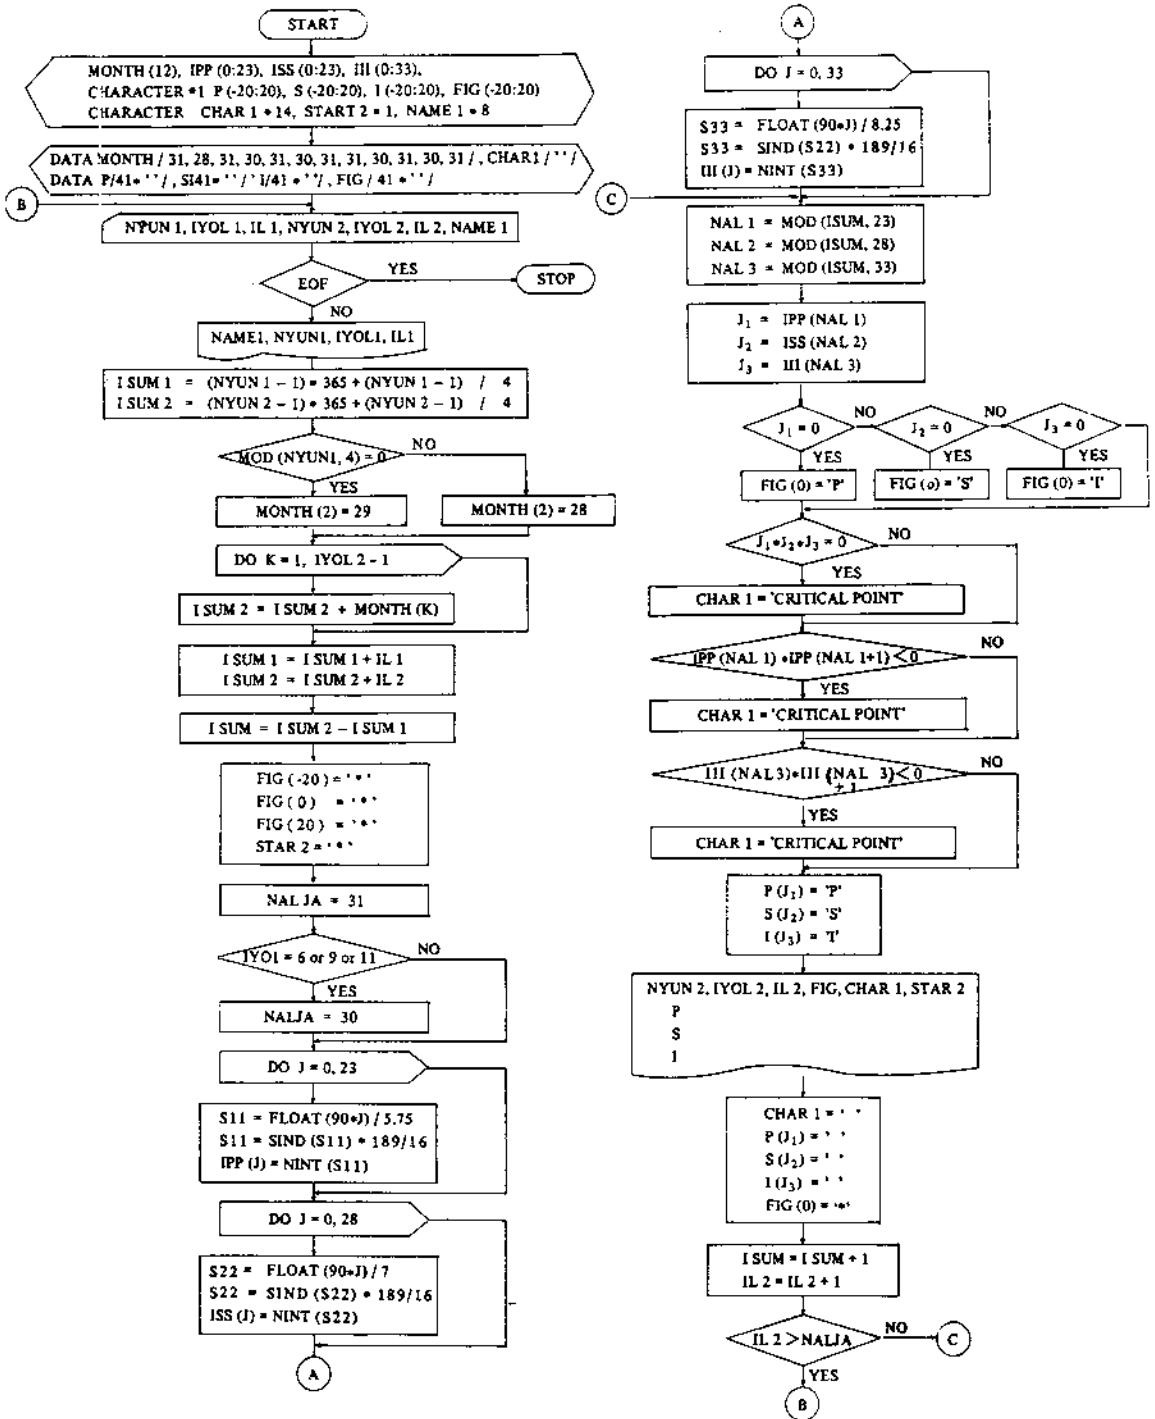 START
MONTH (12), IPP (0:23), ISS (0:23), III (0:33),
CHARACTER *1 P (-20:20), S (-20:20), I (-20:20), FIG (-20:20)
CHARACTER CHAR 1 * 14, START 2 * 1, NAME 1 * 8
DATA MONTH / 31, 28, 31, 30, 31, 30, 31, 31, 30, 31, 30, 31 / , CHAR1 / ' ' /
DATA P/41* ' ' / , SI41* ' ' / ' I/41 * ' ' / , FIG / 41 * ' ' /
B
NYUN 1, IYOL 1, IL 1, NYUN 2, IYOL 2, IL 2, NAME 1
EOF
YES
STOP
NO
NAME1, NYUN1, IYOL1, IL1
I SUM 1 = (NYUN 1 - 1) * 365 + (NYUN 1 - 1) / 4
I SUM 2 = (NYUN 2 - 1) * 365 + (NYUN 2 - 1) / 4
MOD (NYUN1, 4) = 0
NO
YES
MONTH (2) = 29
MONTH (2) = 28
DO K = 1, IYOL 2 - 1
I SUM 2 = I SUM 2 + MONTH (K)
I SUM 1 = I SUM 1 + IL 1
I SUM 2 = I SUM 2 + IL 2
I SUM = I SUM 2 - I SUM 1
FIG (-20) = '*'
FIG ( 0 ) = '*'
FIG (20) = '*'
STAR 2 = '*'
NAL JA = 31
IYO1 = 6 or 9 or 11
NO
YES
NALJA = 30
DO J = 0, 23
S11 = FLOAT (90*J) / 5.75
S11 = SIND (S11) * 189/16
IPP (J) = NINT (S11)
DO J = 0, 28
S22 = FLOAT (90*J) / 7
S22 = SIND (S22) * 189/16
ISS (J) = NINT (S22)
A
A
DO J = 0, 33
S33 = FLOAT (90*J) / 8.25
S33 = SIND (S22) * 189/16
III (J) = NINT (S33)
C
NAL 1 = MOD (ISUM, 23)
NAL 2 = MOD (ISUM, 28)
NAL 3 = MOD (ISUM, 33)
J1 = IPP (NAL 1)
J2 = ISS (NAL 2)
J3 = III (NAL 3)
J1 = 0
NO
J2 = 0
NO
J3 = 0
YES
YES
YES
FIG (0) = 'P'
FIG (o) = 'S'
FIG (0) = 'I'
J1*J2*J3 = 0
NO
YES
CHAR 1 = 'CRITICAL POINT'
IPP (NAL 1) *IPP (NAL 1+1) <0
NO
YES
CHAR 1 = 'CRITICAL POINT'
III (NAL3)*III (NAL 3) < 0
+ 1
NO
YES
CHAR 1 = 'CRITICAL POINT'
P (J1) = 'P'
S (J2) = 'S'
I (J3) = 'I'
NYUN 2, IYOL 2, IL 2, FIG, CHAR 1, STAR 2
P
S
I
CHAR 1 = ' '
P (J1) = ' '
S (J2) = ' '
I (J3) = ' '
FIG (0) = '*'
I SUM = I SUM + 1
IL 2 = IL 2 + 1
IL 2 > NALJA
NO
C
YES
B